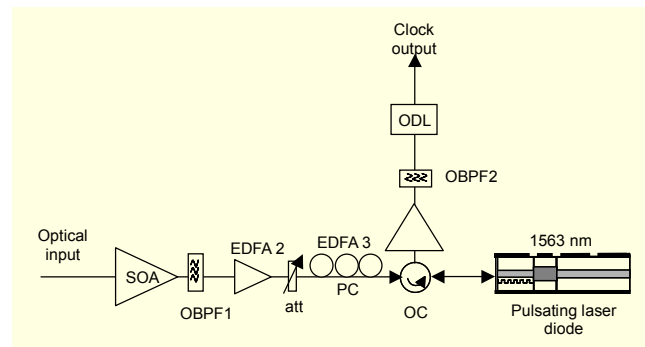 Clock
output
ODL
OBPF2
Optical
input
SOA
OBPF1
EDFA 2
att
EDFA 3
PC
OC
1563 nm
Pulsating laser
diode